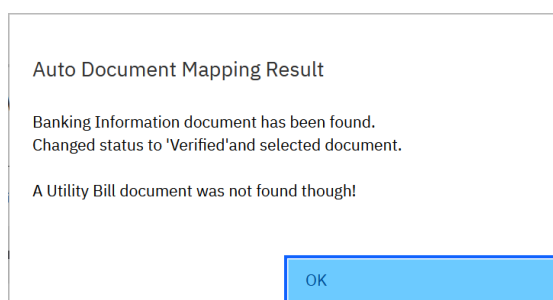 Auto Document Mapping Result
Banking Information document has been found.
Changed status to 'Verified'and selected document.
A Utility Bill document was not found though!
OK